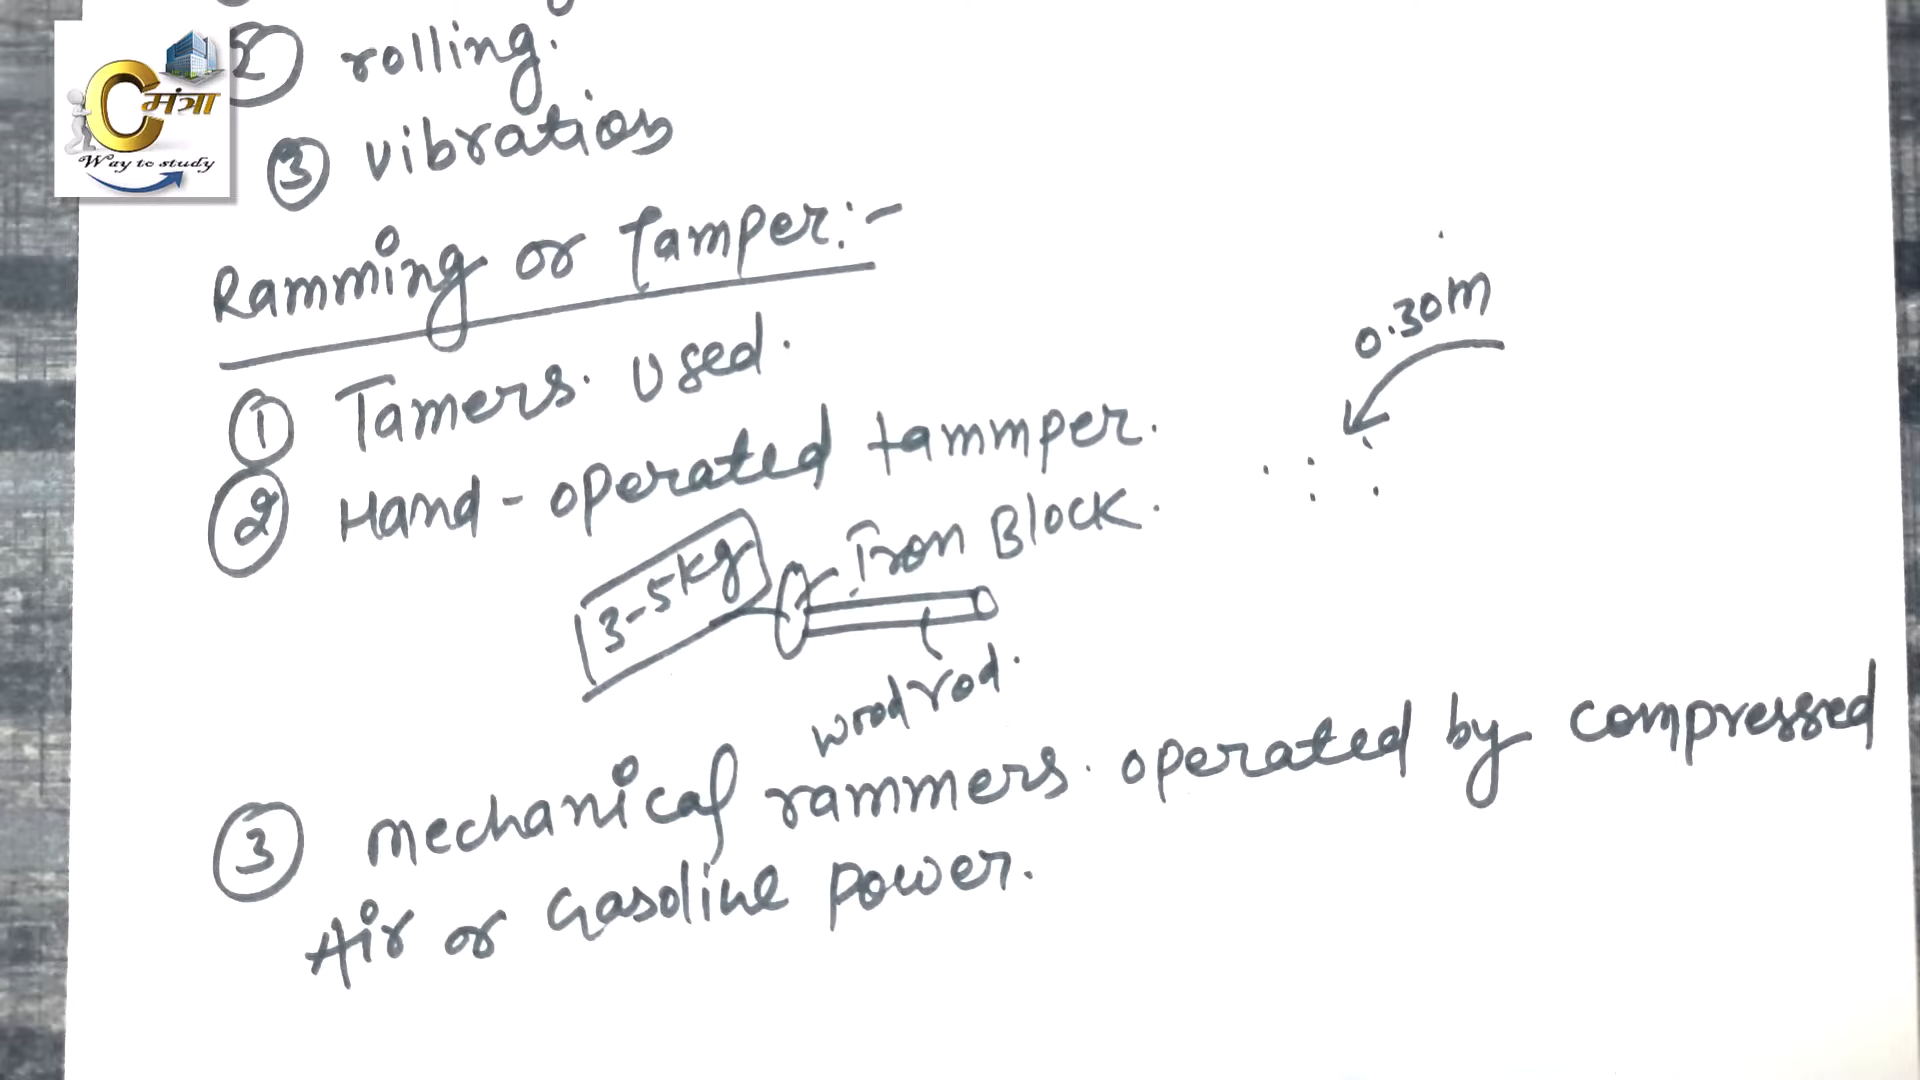 ② rolling.
③ vibration
Ramming or Tamper:-
① Tamers. Used.
② Hand-operated tammper.
0.30m
3-5kg
Iron Block.
wood rod.
③ mechanical rammers. operated by compressed
Air or Gasoline power.
C मंत्रा
Way to study